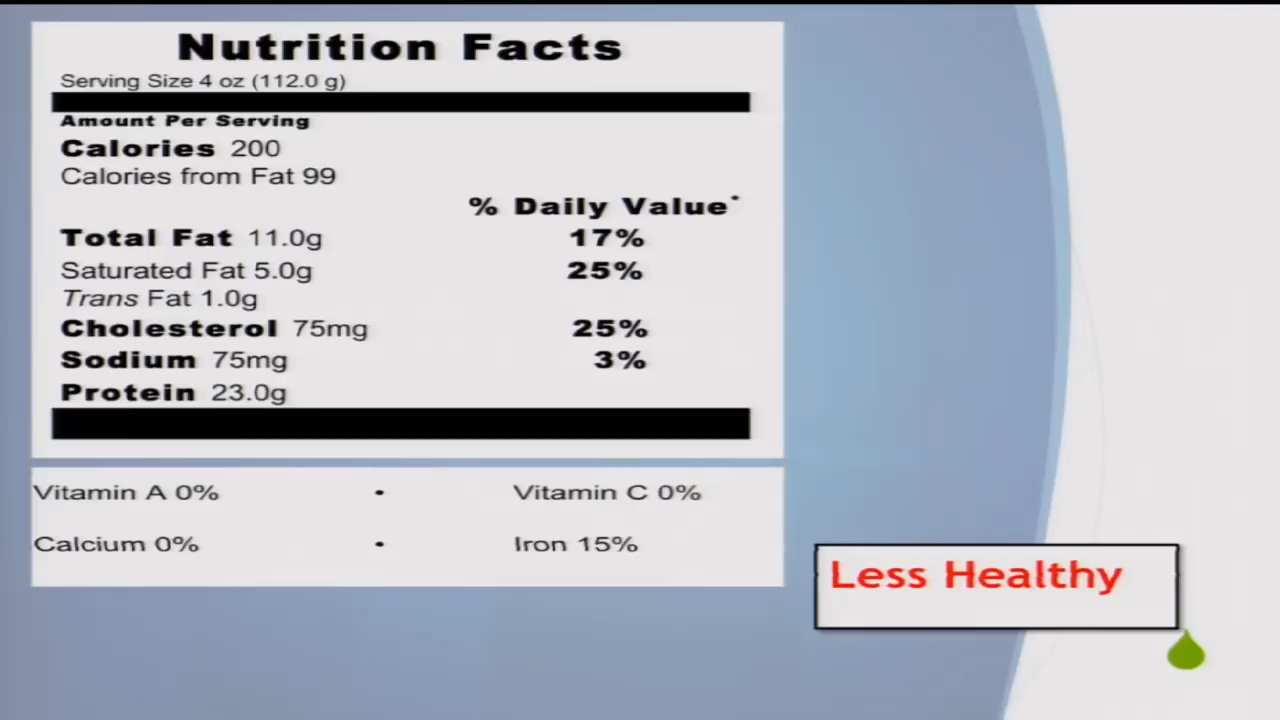 Nutrition Facts
Serving Size 4 oz (112.0 g)
Amount Per Serving
Calories 200
Calories from Fat 99
% Daily Value*
Total Fat 11.0g 17%
Saturated Fat 5.0g 25%
Trans Fat 1.0g
Cholesterol 75mg 25%
Sodium 75mg 3%
Protein 23.0g
Vitamin A 0% • Vitamin C 0%
Calcium 0% • Iron 15%
Less Healthy